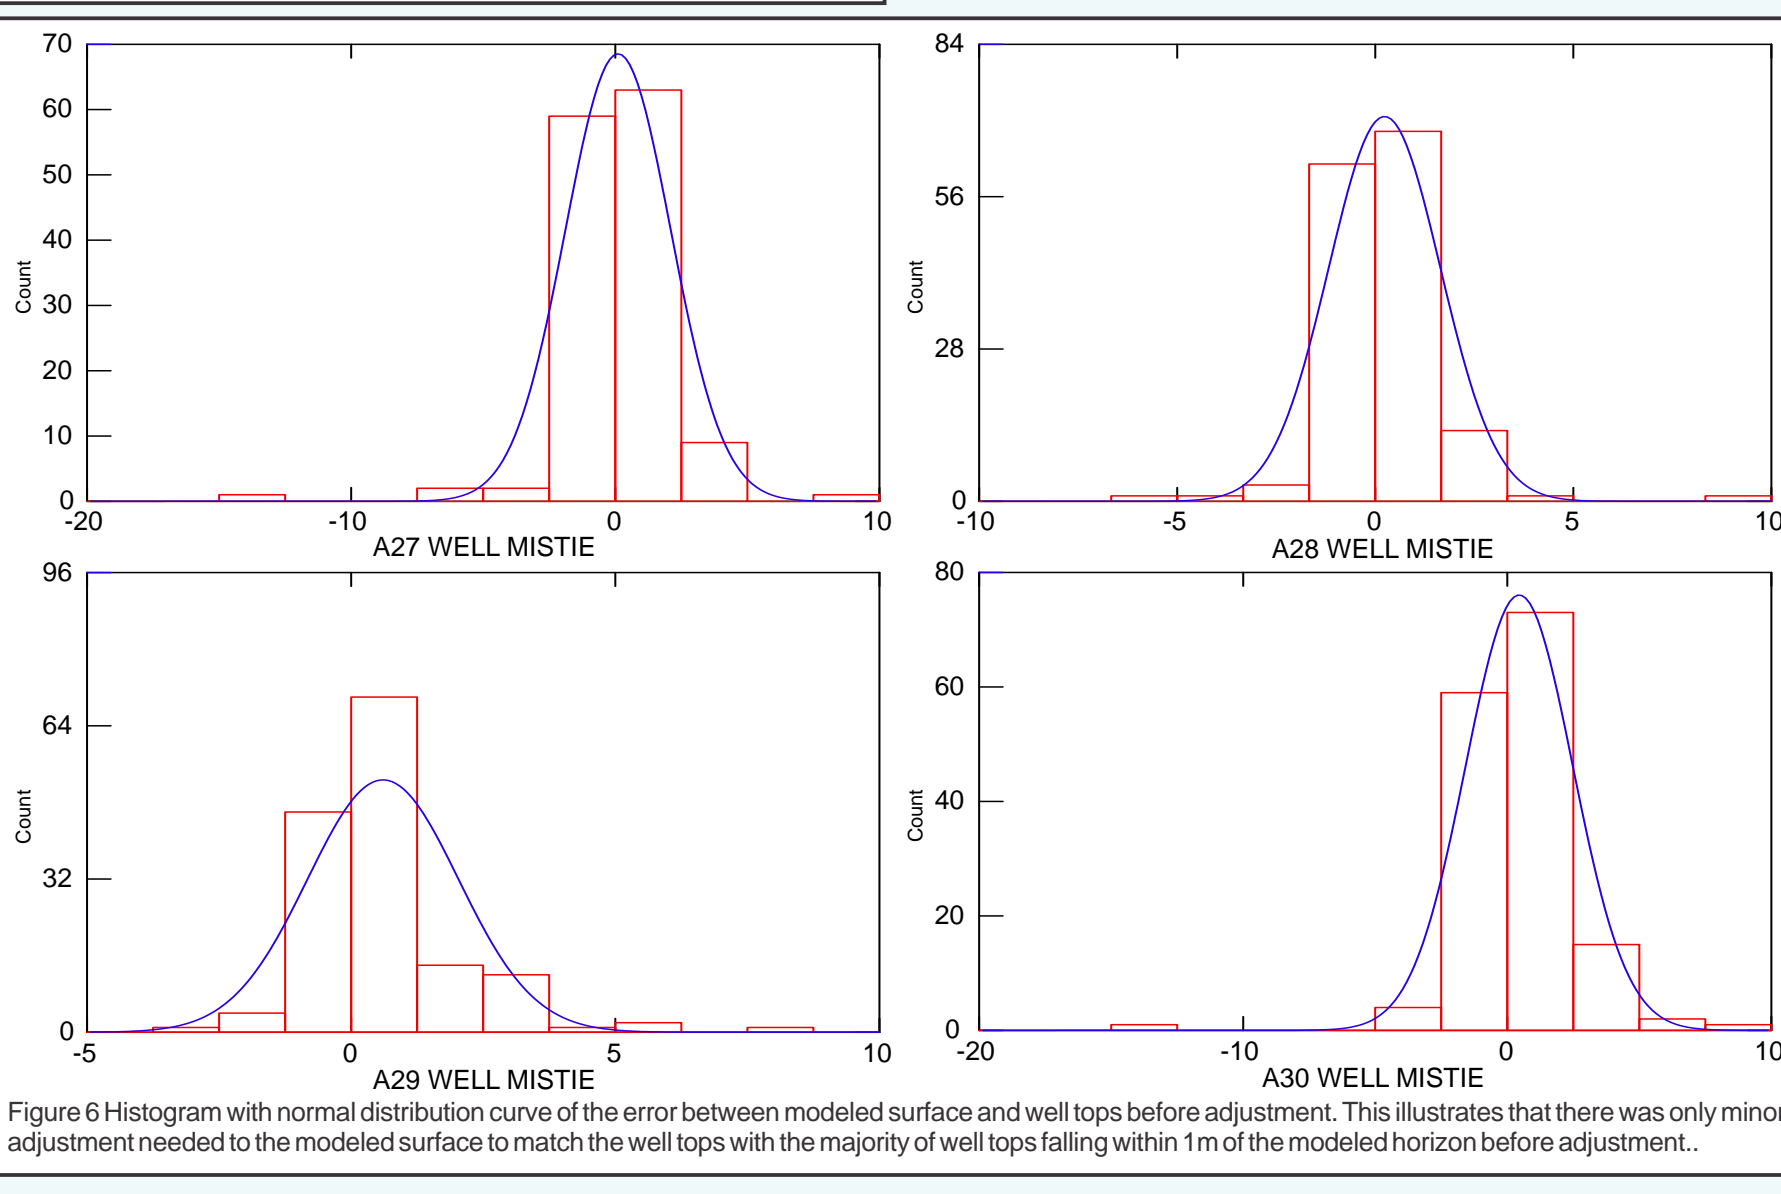 70
60
50
40
30
20
10
0
Count
-20 -10 0 10
A27 WELL MISTIE
84
56
28
0
Count
-10 -5 0 5 10
A28 WELL MISTIE
96
64
32
0
Count
-5 0 5 10
A29 WELL MISTIE
80
60
40
20
0
Count
-20 -10 0 10
A30 WELL MISTIE
Figure 6 Histogram with normal distribution curve of the error between modeled surface and well tops before adjustment. This illustrates that there was only minor
adjustment needed to the modeled surface to match the well tops with the majority of well tops falling within 1m of the modeled horizon before adjustment..